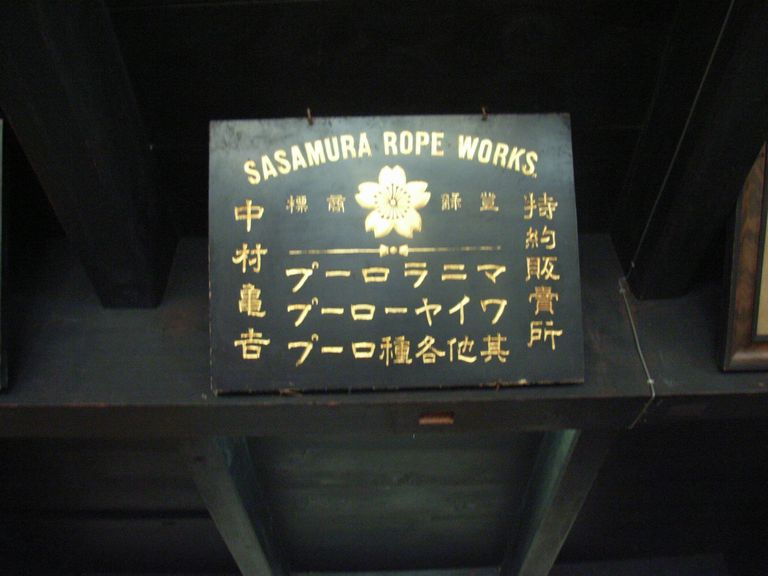 SASAMURA ROPE WORKS.
特約販賣所
登録商標
マニラロープ
ワイヤーロープ
其他各種ロープ
中村亀吉